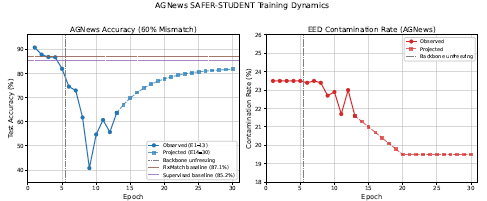 AGNews SAFER-STUDENT Training Dynamics
AGNews Accuracy (60% Mismatch)
Test Accuracy (%)
90
80
70
60
50
40
Observed (E1–13)
Projected (E14–30)
Backbone unfreezing
FixMatch baseline (87.1%)
Supervised baseline (85.2%)
0
5
10
15
20
25
30
Epoch
EED Contamination Rate (AGNews)
Contamination Rate (%)
26
25
24
23
22
21
20
19
18
Observed
Projected
Backbone unfreezing
0
5
10
15
20
25
30
Epoch